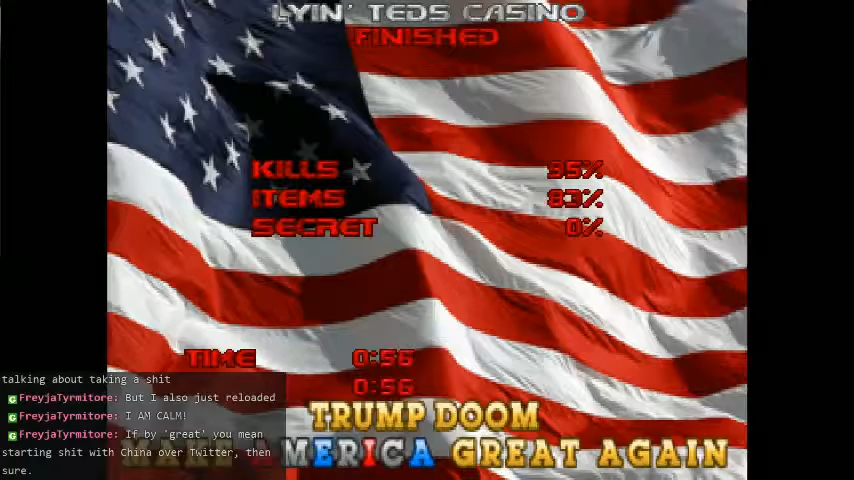 LYIN' TEDS CASINO
FINISHED
KILLS 95%
ITEMS 83%
SECRET 0%
TIME 0:56
0:56
TRUMP DOOM
MAKE AMERICA GREAT AGAIN
talking about taking a shit
FreyjaTyrmitore: But I also just reloaded
FreyjaTyrmitore: I AM CALM!
FreyjaTyrmitore: If by 'great' you mean
starting shit with China over Twitter, then
sure.